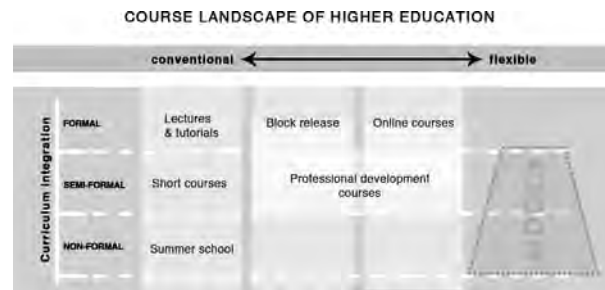 COURSE LANDSCAPE OF HIGHER EDUCATION
conventional
flexible
Curriculum integration
FORMAL
Lectures
& tutorials
Block release
Online courses
SEMI-FORMAL
Short courses
Professional development
courses
NON-FORMAL
Summer school